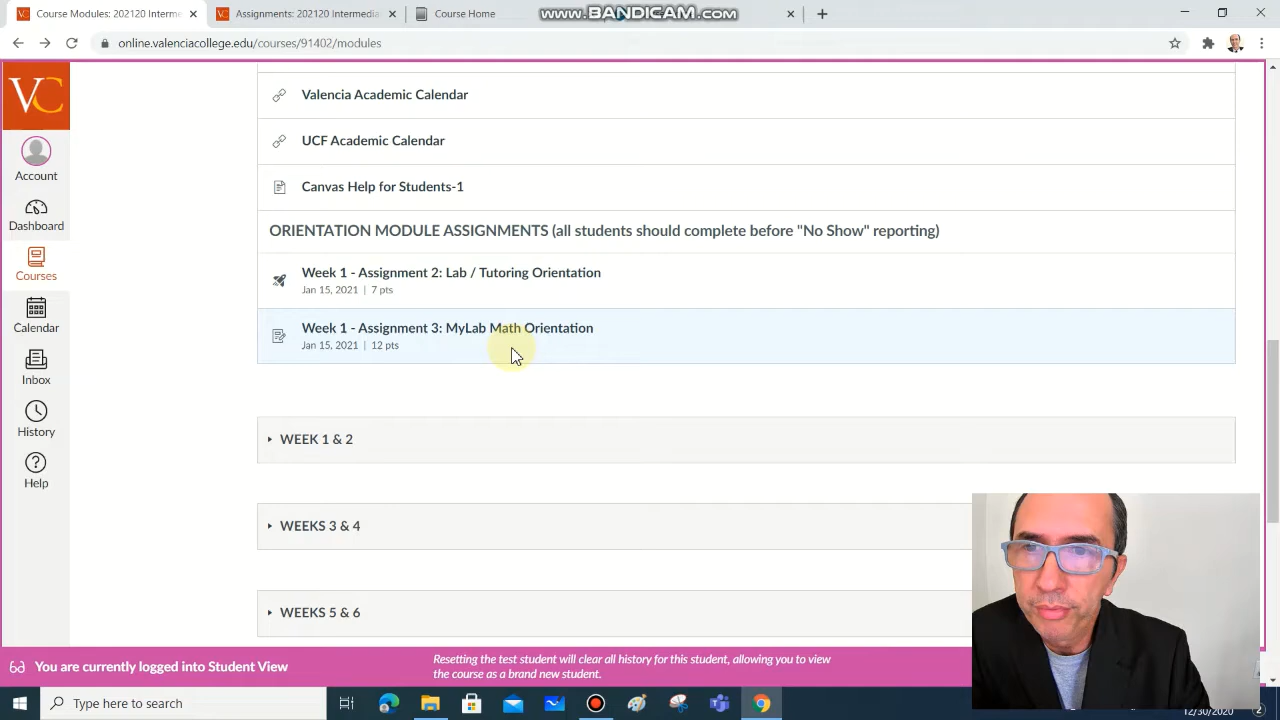 Course Modules: 202120 Interme
Assignments: 202120 Intermedia
Course Home
www.BANDICAM.com
online.valenciacollege.edu/courses/91402/modules
VC
Account
Dashboard
Courses
Calendar
Inbox
History
Help
Valencia Academic Calendar
UCF Academic Calendar
Canvas Help for Students-1
ORIENTATION MODULE ASSIGNMENTS (all students should complete before "No Show" reporting)
Week 1 - Assignment 2: Lab / Tutoring Orientation
Jan 15, 2021 | 7 pts
Week 1 - Assignment 3: MyLab Math Orientation
Jan 15, 2021 | 12 pts
WEEK 1 & 2
WEEKS 3 & 4
WEEKS 5 & 6
You are currently logged into Student View
Resetting the test student will clear all history for this student, allowing you to view
the course as a brand new student.
Type here to search
12/30/2020